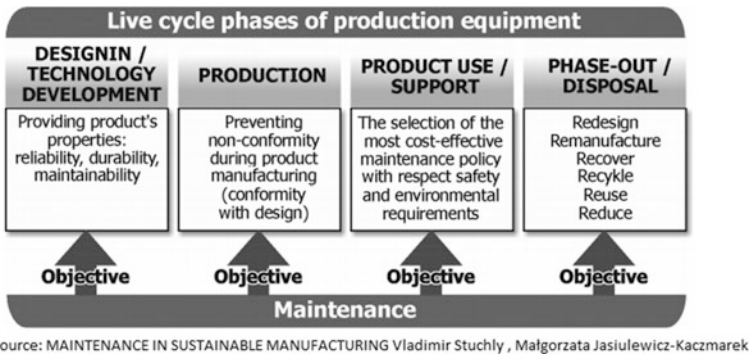 Live cycle phases of production equipment
DESIGNIN /
TECHNOLOGY
DEVELOPMENT
Providing product's
properties:
reliability, durability,
maintainability
PRODUCTION
Preventing
non-conformity
during product
manufacturing
(conformity
with design)
PRODUCT USE /
SUPPORT
The selection of the
most cost-effective
maintenance policy
with respect safety
and environmental
requirements
PHASE-OUT /
DISPOSAL
Redesign
Remanufacture
Recover
Recykle
Reuse
Reduce
Objective
Objective
Objective
Objective
Maintenance
ource: MAINTENANCE IN SUSTAINABLE MANUFACTURING Vladimir Stuchly , Małgorzata Jasiulewicz-Kaczmarek